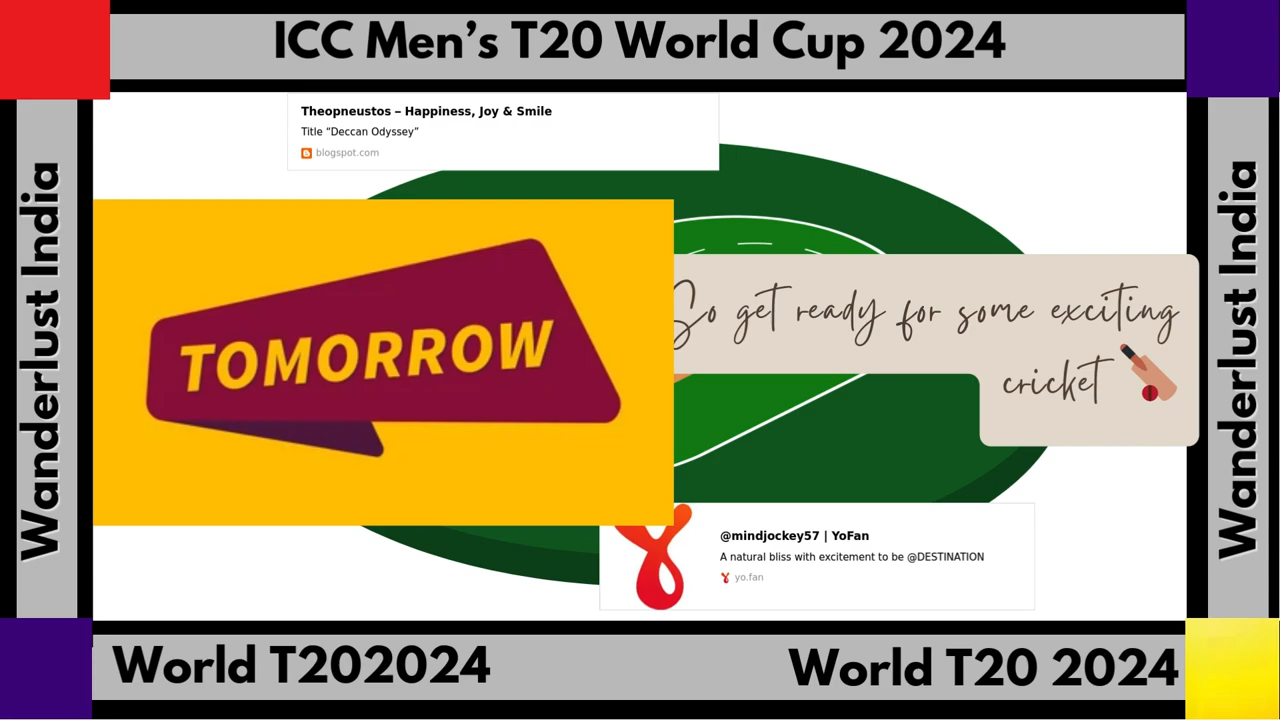 ICC Men’s T20 World Cup 2024
Theopneustos – Happiness, Joy & Smile
Title “Deccan Odyssey”
blogspot.com
Wanderlust India
TOMORROW
So get ready for some exciting
cricket
Wanderlust India
@mindjockey57 | YoFan
A natural bliss with excitement to be @DESTINATION
yo.fan
World T202024
World T20 2024